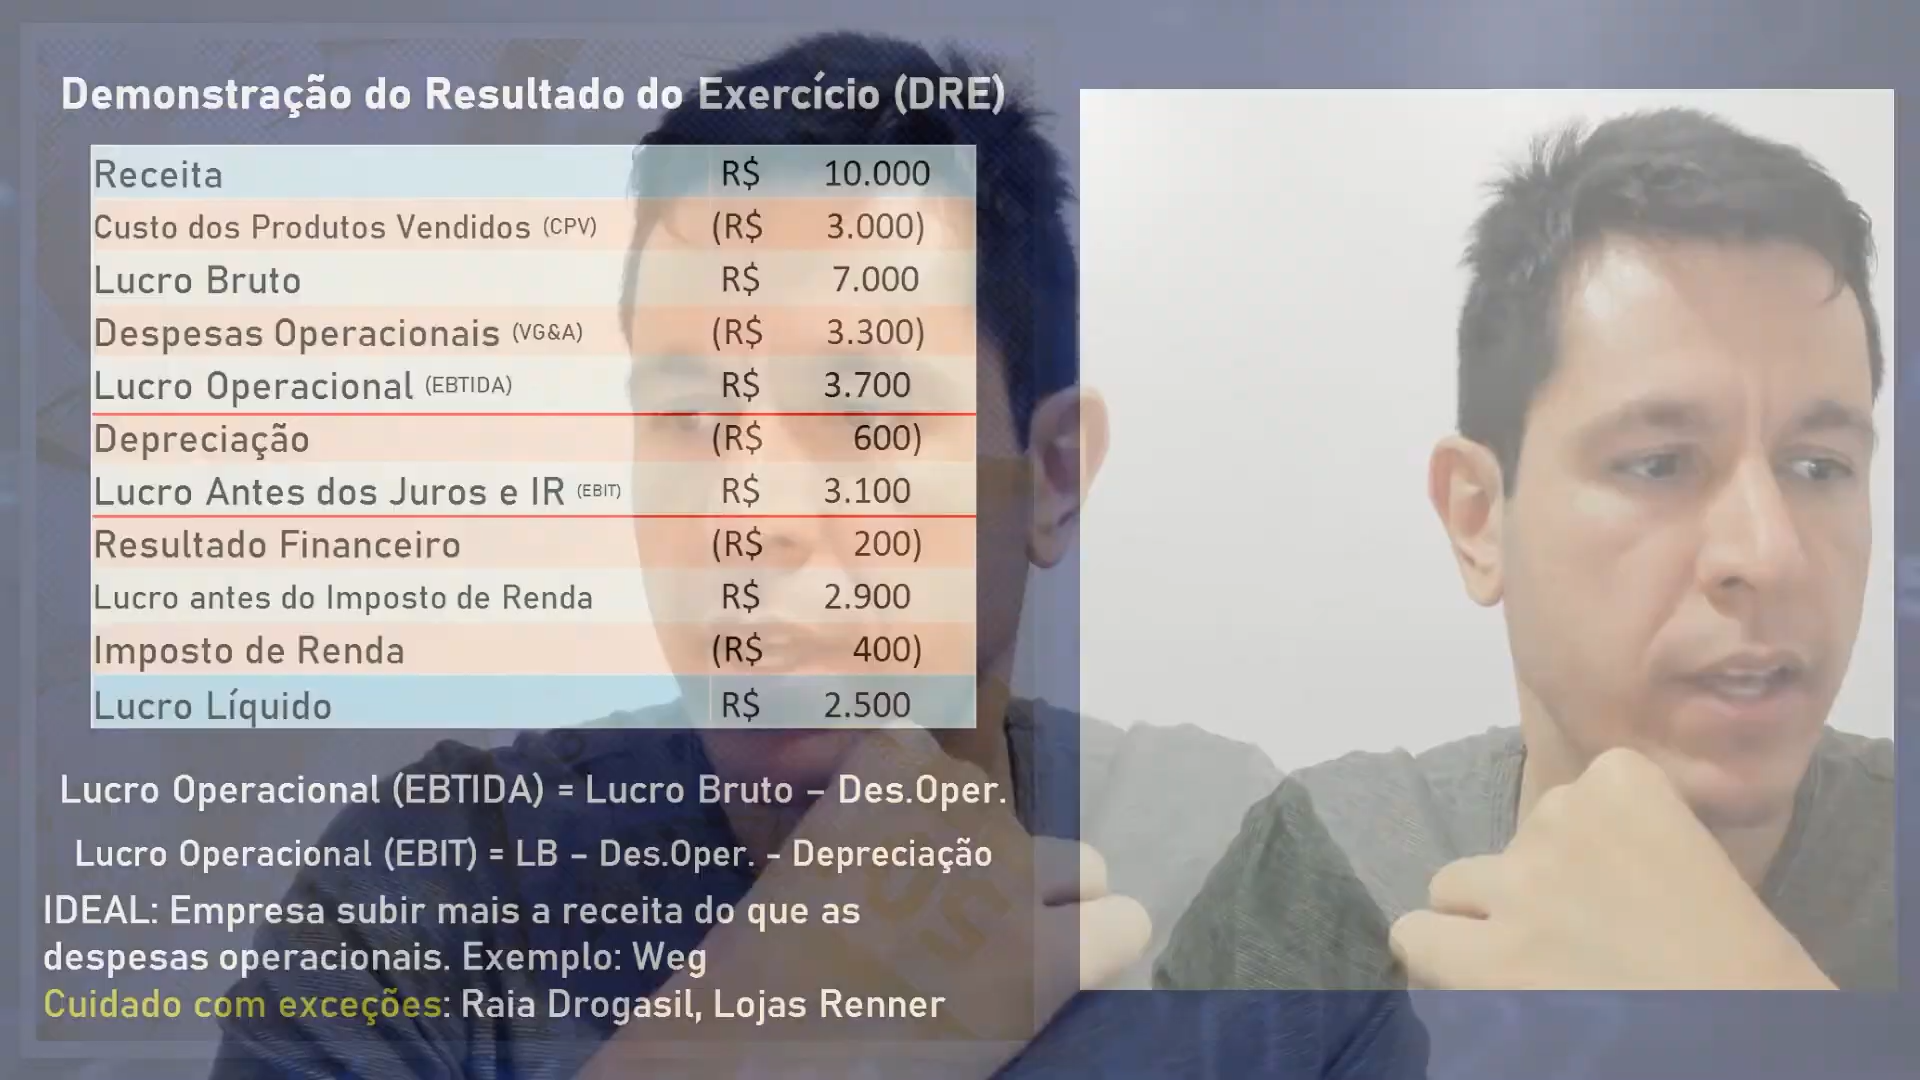 Demonstração do Resultado do Exercício (DRE)
Receita R$ 10.000
Custo dos Produtos Vendidos (CPV) (R$ 3.000)
Lucro Bruto R$ 7.000
Despesas Operacionais (VG&A) (R$ 3.300)
Lucro Operacional (EBTIDA) R$ 3.700
Depreciação (R$ 600)
Lucro Antes dos Juros e IR (EBIT) R$ 3.100
Resultado Financeiro (R$ 200)
Lucro antes do Imposto de Renda R$ 2.900
Imposto de Renda (R$ 400)
Lucro Líquido R$ 2.500
Lucro Operacional (EBTIDA) = Lucro Bruto – Des.Oper.
Lucro Operacional (EBIT) = LB – Des.Oper. - Depreciação
IDEAL: Empresa subir mais a receita do que as
despesas operacionais. Exemplo: Weg
Cuidado com exceções: Raia Drogasil, Lojas Renner